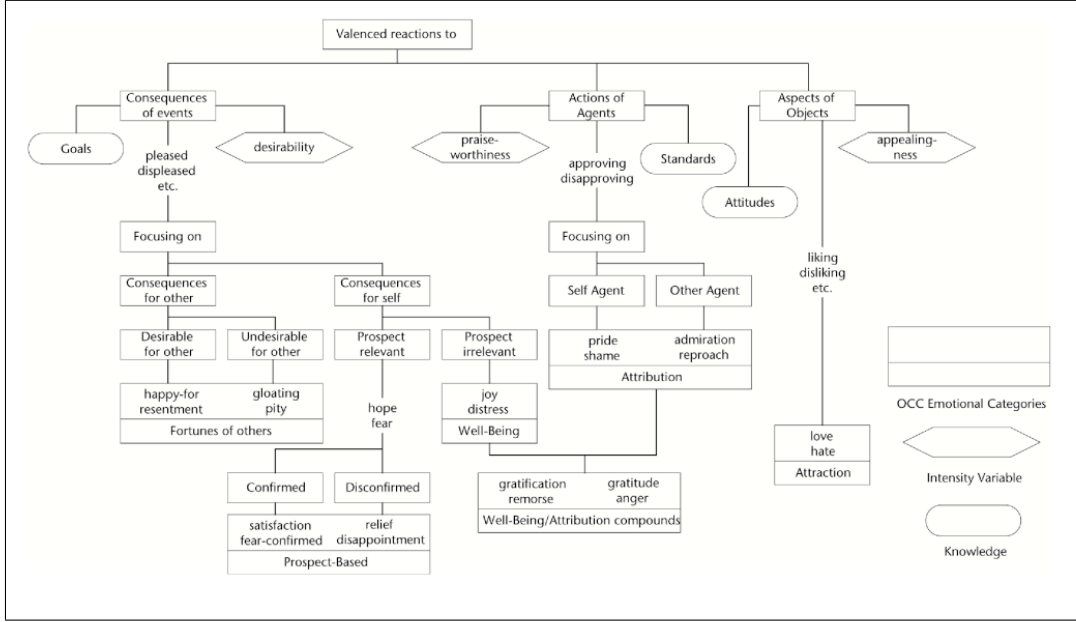 Valenced reactions to
Consequences
of events
Actions of
Agents
Aspects of
Objects
Goals
desirability
praise-
worthiness
Standards
Attitudes
appealing-
ness
pleased
displeased
etc.
approving
disapproving
liking
disliking
etc.
Focusing on
Focusing on
Consequences
for other
Consequences
for self
Self Agent
Other Agent
Desirable
for other
Undesirable
for other
Prospect
relevant
Prospect
irrelevant
pride
shame
admiration
reproach
Attribution
happy-for
resentment
gloating
pity
Fortunes of others
hope
fear
joy
distress
Well-Being
love
hate
Attraction
Confirmed
Disconfirmed
satisfaction
fear-confirmed
relief
disappointment
Prospect-Based
gratification
remorse
gratitude
anger
Well-Being/Attribution compounds
OCC Emotional Categories
Intensity Variable
Knowledge